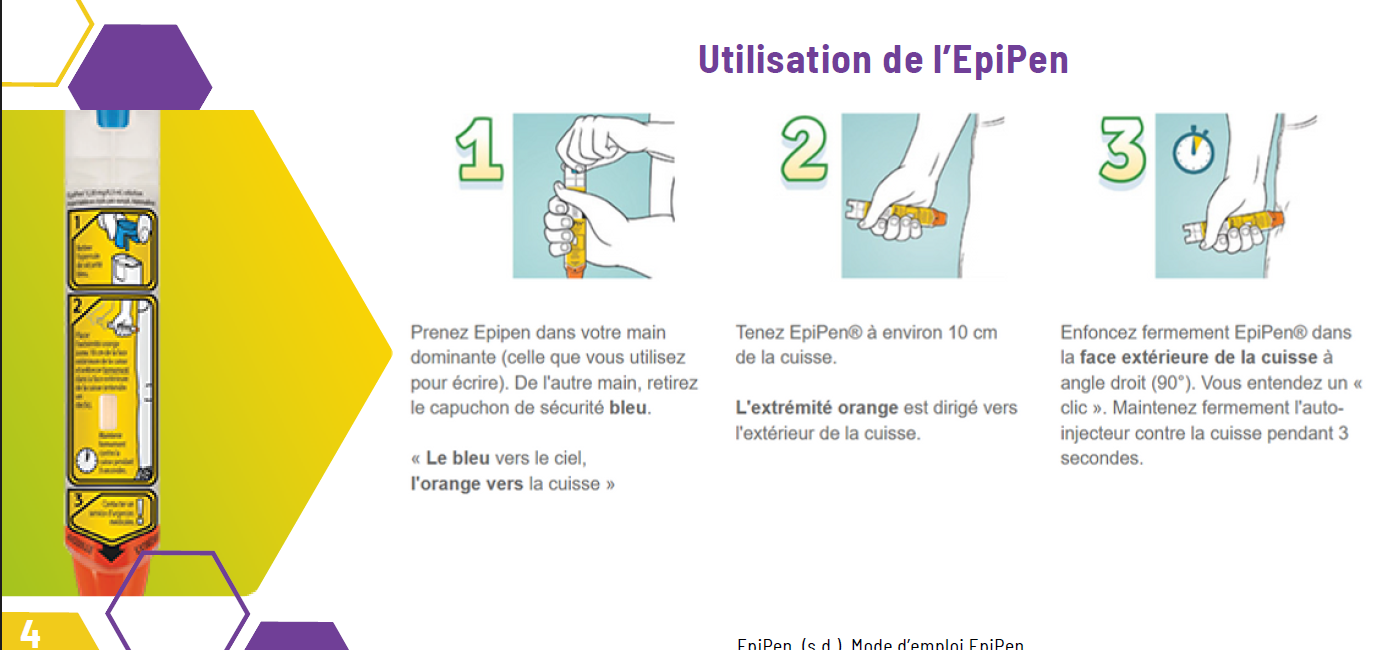 Utilisation de l'EpiPen
1
Prenez Epipen dans votre main
dominante (celle que vous utilisez
pour écrire). De l'autre main, retirez
le capuchon de sécurité bleu.
« Le bleu vers le ciel,
l'orange vers la cuisse »
2
Tenez EpiPen® à environ 10 cm
de la cuisse.
L'extrémité orange est dirigé vers
l'extérieur de la cuisse.
3
Enfoncez fermement EpiPen® dans
la face extérieure de la cuisse à
angle droit (90°). Vous entendez un «
clic ». Maintenez fermement l'auto-
injecteur contre la cuisse pendant 3
secondes.
1
2
3
4
EpiPen. (s.d.). Mode d'emploi EpiPen